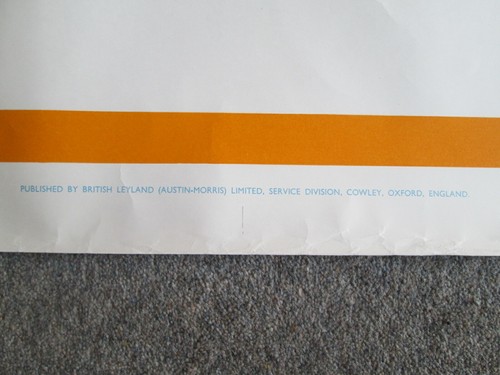 PUBLISHED BY BRITISH LEYLAND (AUSTIN-MORRIS) LIMITED, SERVICE DIVISION, COWLEY, OXFORD, ENGLAND.